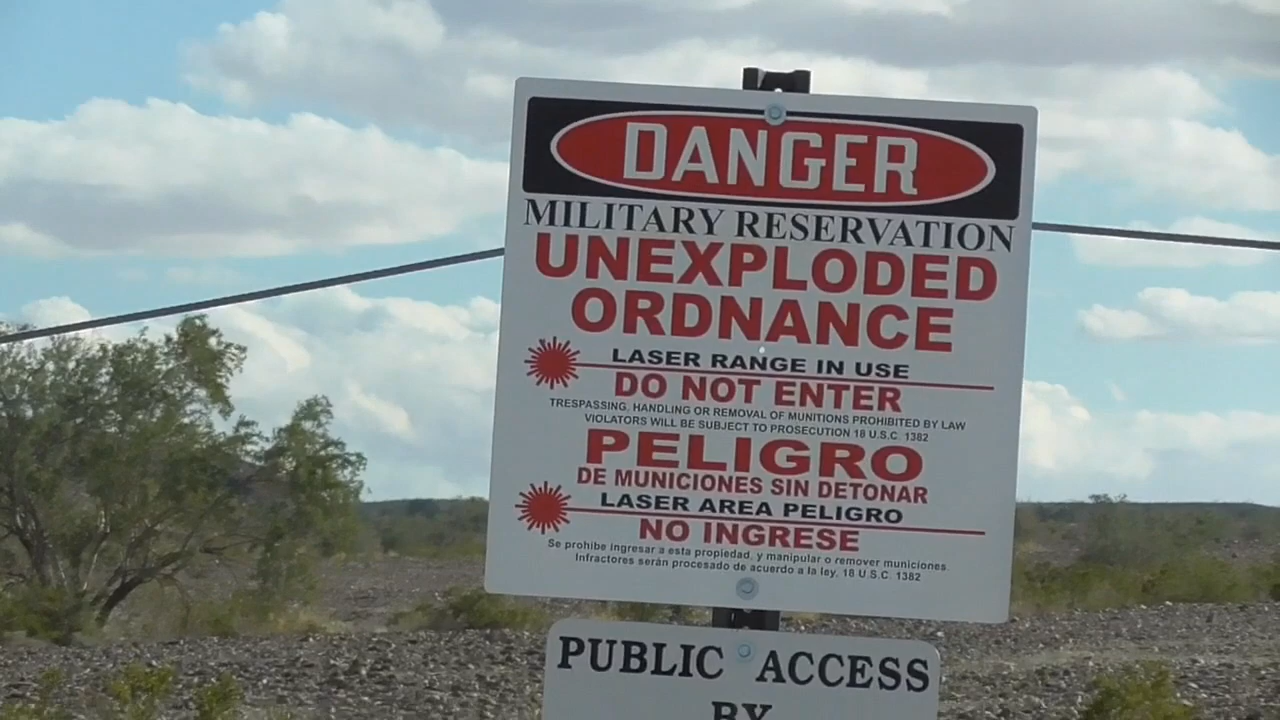 DANGER
MILITARY RESERVATION
UNEXPLODED
ORDNANCE
LASER RANGE IN USE
DO NOT ENTER
TRESPASSING, HANDLING OR REMOVAL OF MUNITIONS PROHIBITED BY LAW
VIOLATORS WILL BE SUBJECT TO PROSECUTION 18 U.S.C. 1382
PELIGRO
DE MUNICIONES SIN DETONAR
LASER AREA PELIGRO
NO INGRESE
Se prohibe ingresar a esta propiedad, y manipular o remover municiones.
Infractores serán procesado de acuerdo a la ley. 18 U.S.C. 1382
PUBLIC ACCESS
BY